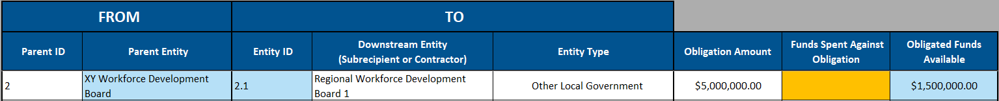 FROM TO
Parent ID Parent Entity Entity ID Downstream Entity (Subrecipient or Contractor) Entity Type Obligation Amount Funds Spent Against Obligation Obligated Funds Available
2 XY Workforce Development Board 2.1 Regional Workforce Development Board 1 Other Local Government $5,000,000.00 $1,500,000.00